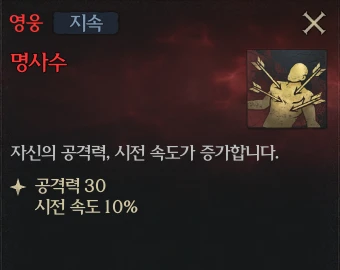 영웅 지속
명사수
자신의 공격력, 시전 속도가 증가합니다.
공격력 30
시전 속도 10%